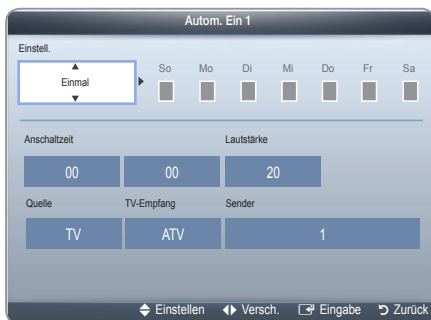 Autom. Ein 1
Einstell.
Einmal
So Mo Di Mi Do Fr Sa
Anschaltzeit Lautstärke
00 00 20
Quelle TV-Empfang Sender
TV ATV 1
Einstellen Versch. Eingabe Zurück